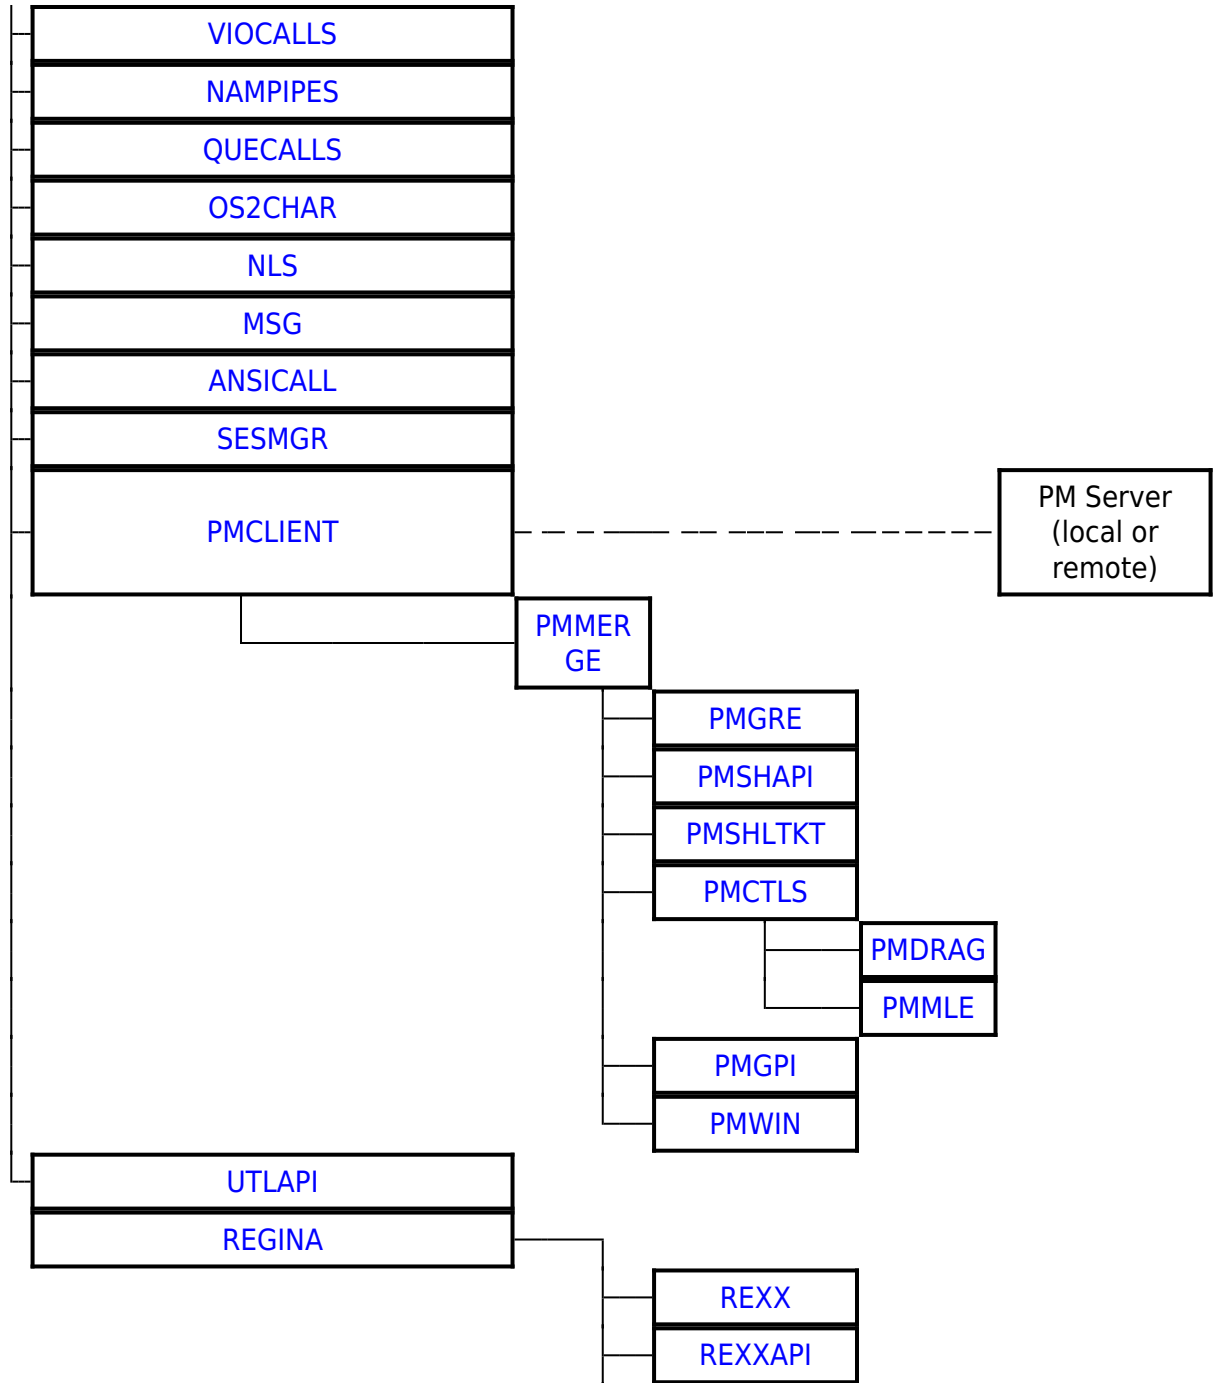 VIOCALLS
NAMPIPES
QUECALLS
OS2CHAR
NLS
MSG
ANSICALL
SESMGR
PMCLIENT
PM Server
(local or
remote)
PMMER
GE
PMGRE
PMSHAPI
PMSHLTKT
PMCTLS
PMDRAG
PMMLE
PMGPI
PMWIN
UTLAPI
REGINA
REXX
REXXAPI